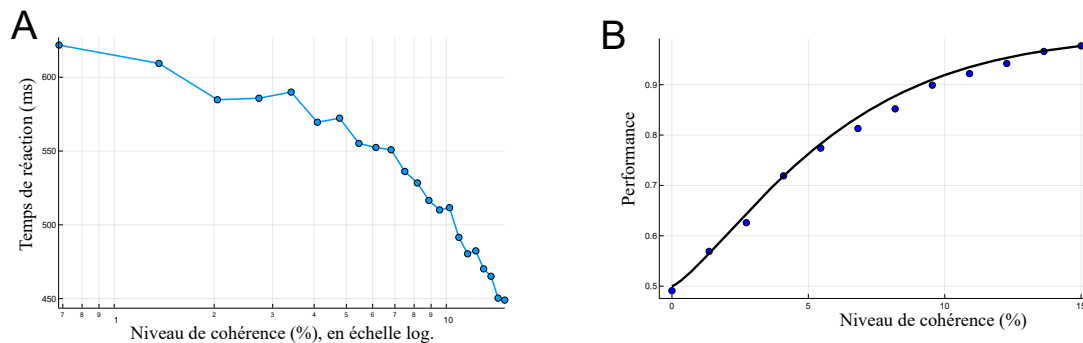 A
Temps de réaction (ms)
600
550
500
450
7 8 9 1 2 3 4 5 6 7 8 9 10
Niveau de cohérence (%), en échelle log.
B
Performance
0.9
0.8
0.7
0.6
0.5
0 5 10 15
Niveau de cohérence (%)